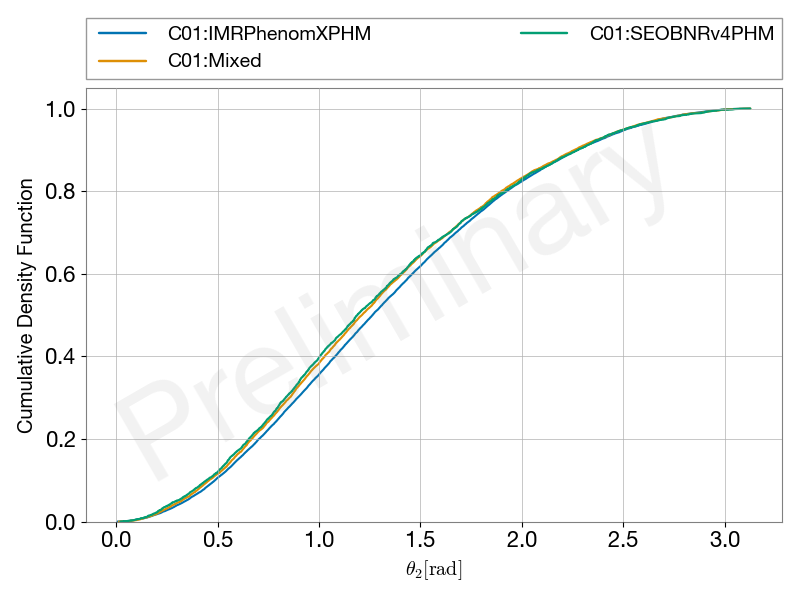 C01:IMRPhenomXPHM
C01:Mixed
C01:SEOBNRv4PHM
1.0
0.8
0.6
0.4
0.2
0.0
Cumulative Density Function
Preliminary
0.0 0.5 1.0 1.5 2.0 2.5 3.0
θ₂[rad]